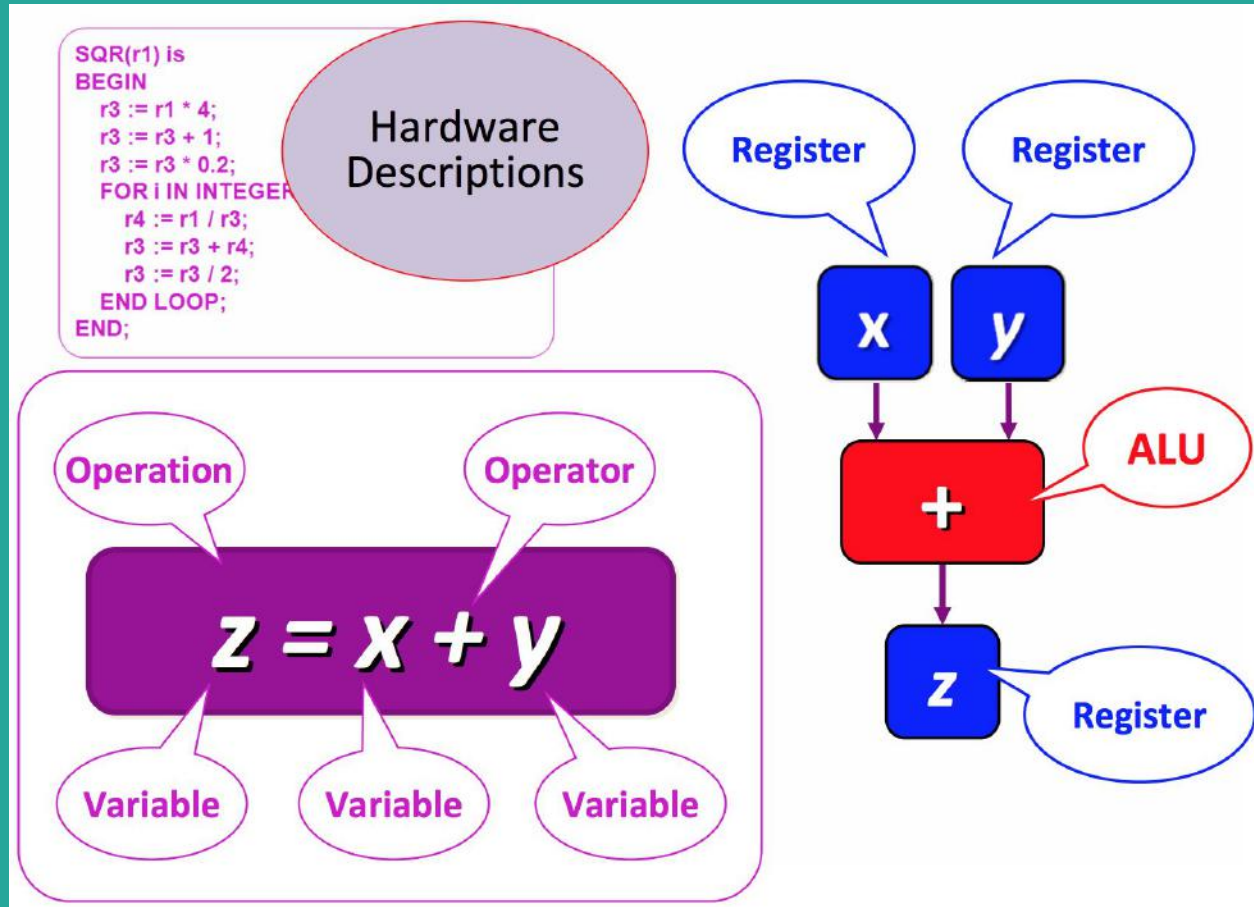 SQR(r1) is
BEGIN
r3 := r1 * 4;
r3 := r3 + 1;
r3 := r3 * 0.2;
FOR i IN INTEGER
r4 := r1 / r3;
r3 := r3 + r4;
r3 := r3 / 2;
END LOOP;
END;
Hardware
Descriptions
Register
Register
x
y
ALU
+
z
Register
Operation
Operator
z = x + y
Variable
Variable
Variable